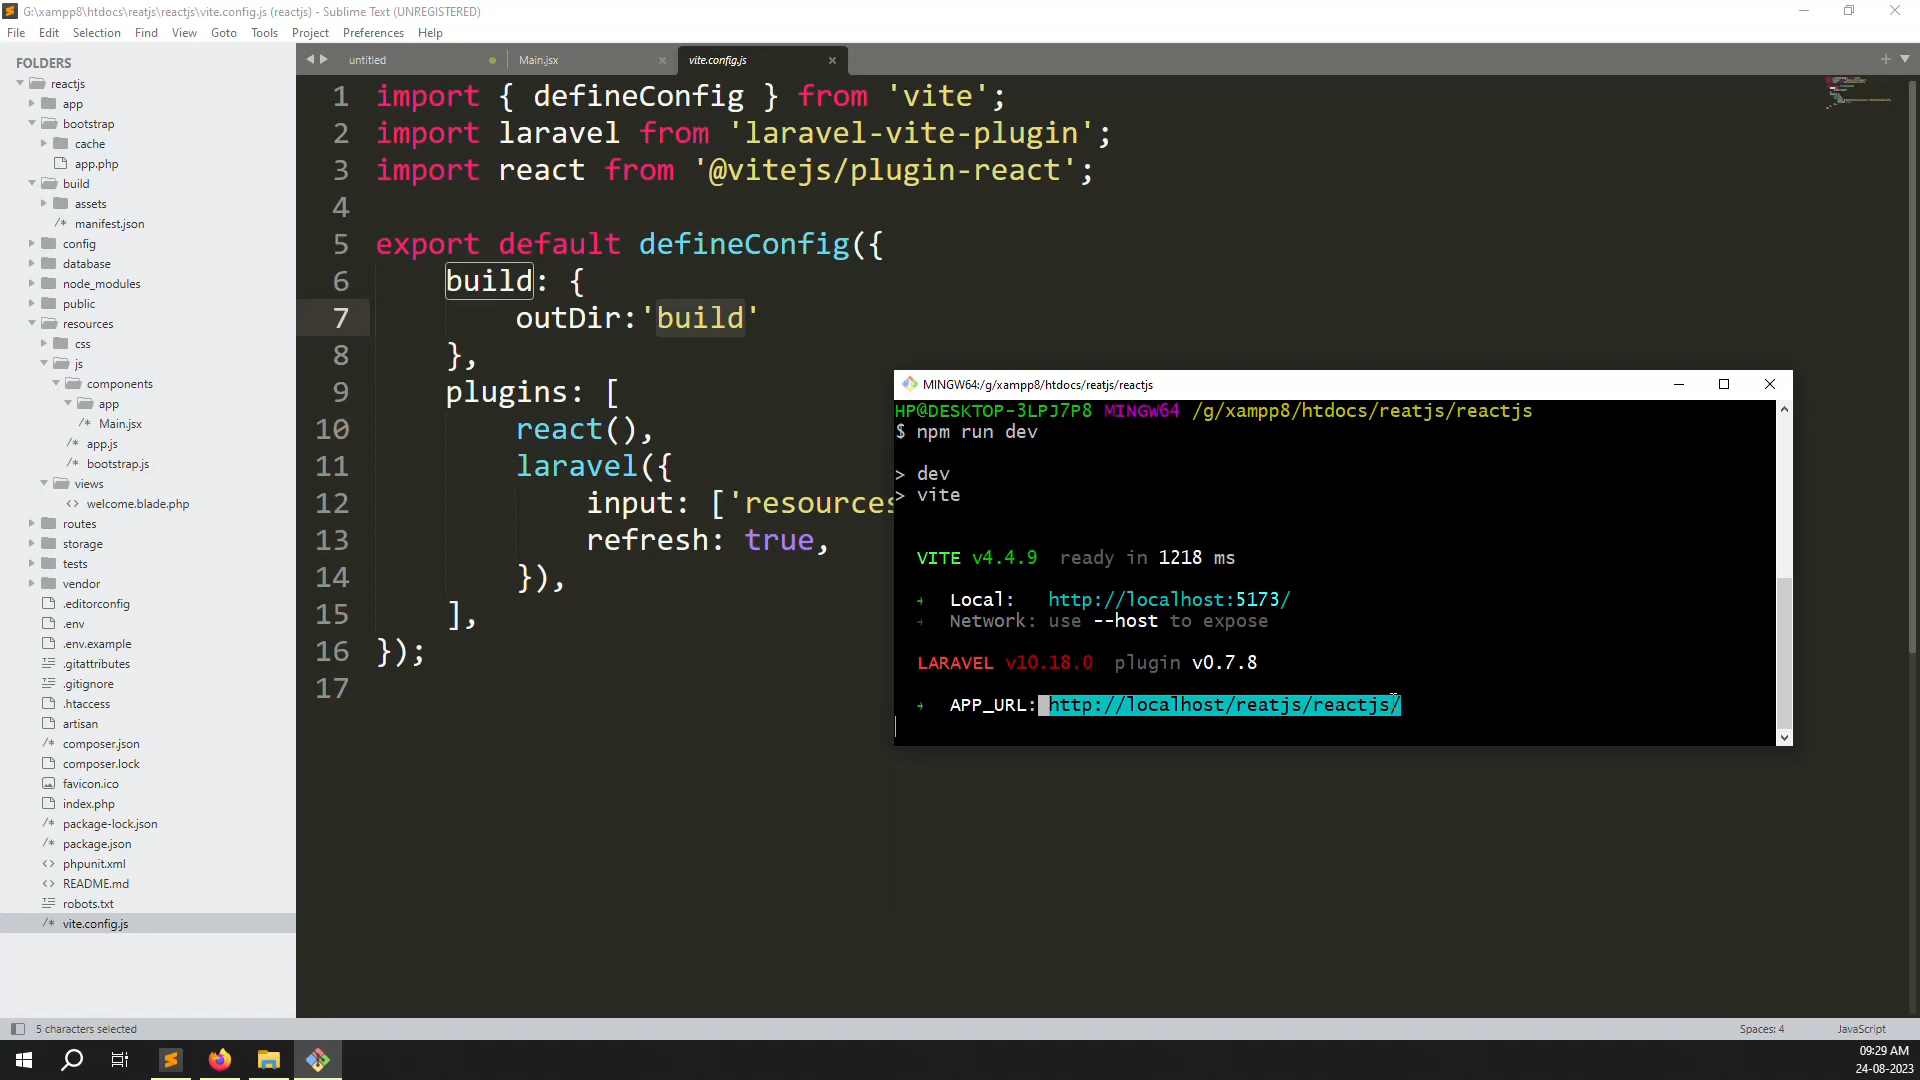 G:\xampp8\htdocs\reatjs\reactjs\vite.config.js (reactjs) - Sublime Text (UNREGISTERED)
File Edit Selection Find View Goto Tools Project Preferences Help
FOLDERS
reactjs
app
bootstrap
cache
app.php
build
assets
manifest.json
config
database
node_modules
public
resources
css
js
components
app
Main.jsx
app.js
bootstrap.js
views
welcome.blade.php
routes
storage
tests
vendor
.editorconfig
.env
.env.example
.gitattributes
.gitignore
.htaccess
artisan
composer.json
composer.lock
favicon.ico
index.php
package-lock.json
package.json
phpunit.xml
README.md
robots.txt
vite.config.js
untitled Main.jsx vite.config.js
1 import { defineConfig } from 'vite';
2 import laravel from 'laravel-vite-plugin';
3 import react from '@vitejs/plugin-react';
4
5 export default defineConfig({
6 build: {
7 outDir:'build'
8 },
9 plugins: [
10 react(),
11 laravel({
12 input: ['resources
13 refresh: true,
14 }),
15 ],
16 });
17
MINGW64:/g/xampp8/htdocs/reatjs/reactjs
HP@DESKTOP-3LPJ7P8 MINGW64 /g/xampp8/htdocs/reatjs/reactjs
$ npm run dev
> dev
> vite
VITE v4.4.9 ready in 1218 ms
➜ Local: http://localhost:5173/
➜ Network: use --host to expose
LARAVEL v10.18.0 plugin v0.7.8
➜ APP_URL: http://localhost/reatjs/reactjs/
5 characters selected
Spaces: 4 JavaScript
09:29 AM
24-08-2023